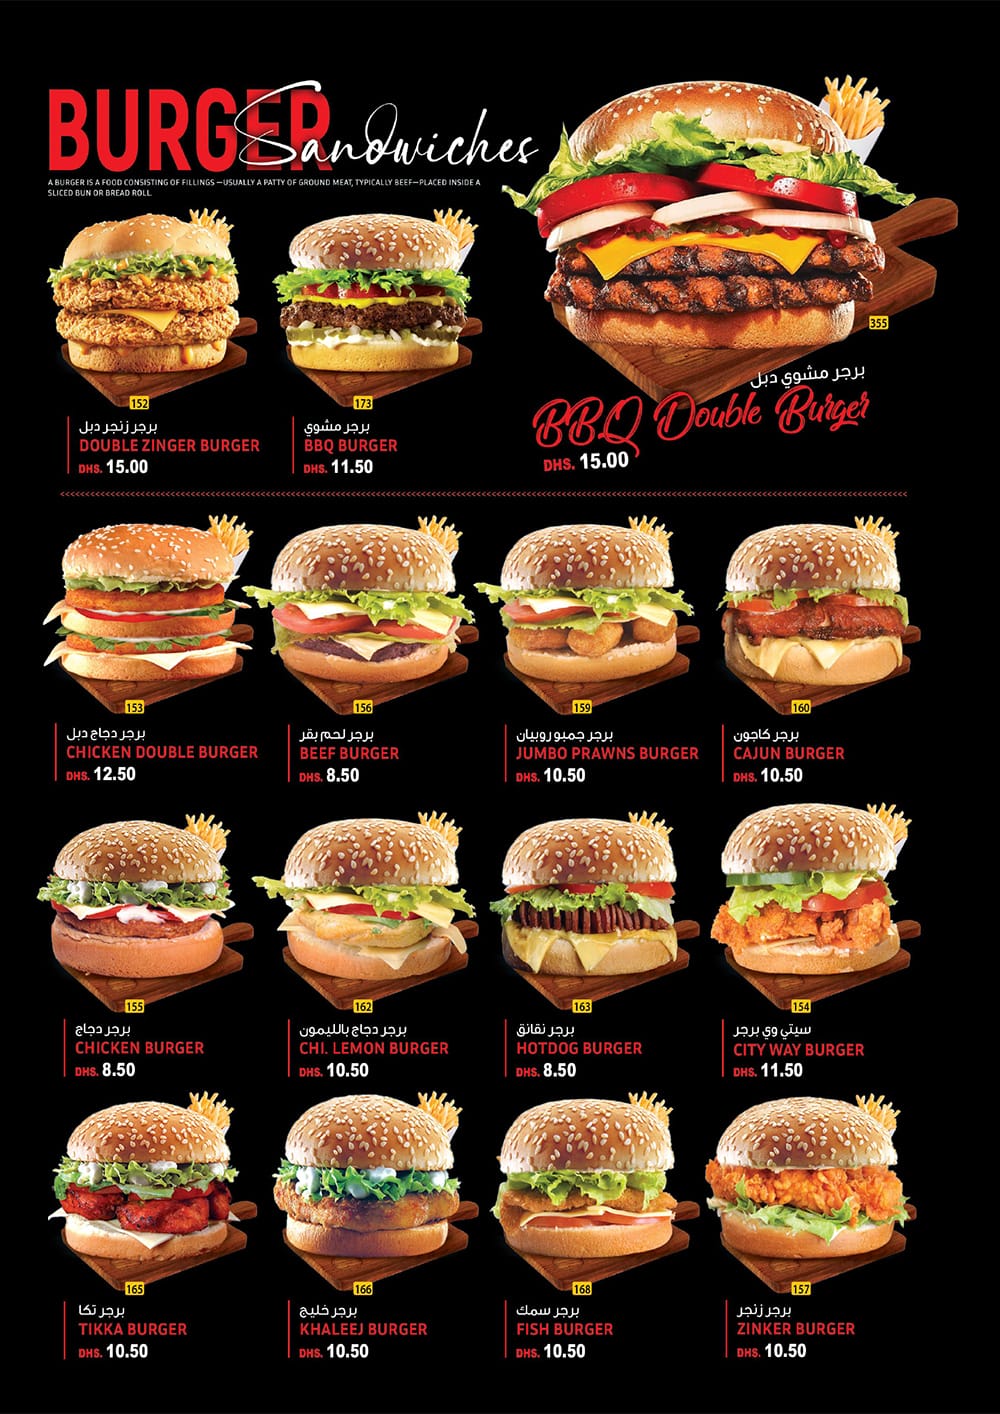 BURGER Sandwiches
A BURGER IS A FOOD CONSISTING OF FILLINGS —USUALLY A PATTY OF GROUND MEAT, TYPICALLY BEEF—PLACED INSIDE A
SLICED BUN OR BREAD ROLL.
152
برجر زنجر دبل
DOUBLE ZINGER BURGER
DHS. 15.00
173
برجر مشوي
BBQ BURGER
DHS. 11.50
355
برجر مشوي دبل
BBQ Double Burger
DHS. 15.00
153
برجر دجاج دبل
CHICKEN DOUBLE BURGER
DHS. 12.50
156
برجر لحم بقر
BEEF BURGER
DHS. 8.50
159
برجر جمبو روبيان
JUMBO PRAWNS BURGER
DHS. 10.50
160
برجر كاجون
CAJUN BURGER
DHS. 10.50
155
برجر دجاج
CHICKEN BURGER
DHS. 8.50
162
برجر دجاج بالليمون
CHI. LEMON BURGER
DHS. 10.50
163
برجر نقانق
HOTDOG BURGER
DHS. 8.50
154
سيتي وي برجر
CITY WAY BURGER
DHS. 11.50
165
برجر تكا
TIKKA BURGER
DHS. 10.50
166
برجر خليج
KHALEEJ BURGER
DHS. 10.50
168
برجر سمك
FISH BURGER
DHS. 10.50
157
برجر زنجر
ZINKER BURGER
DHS. 10.50